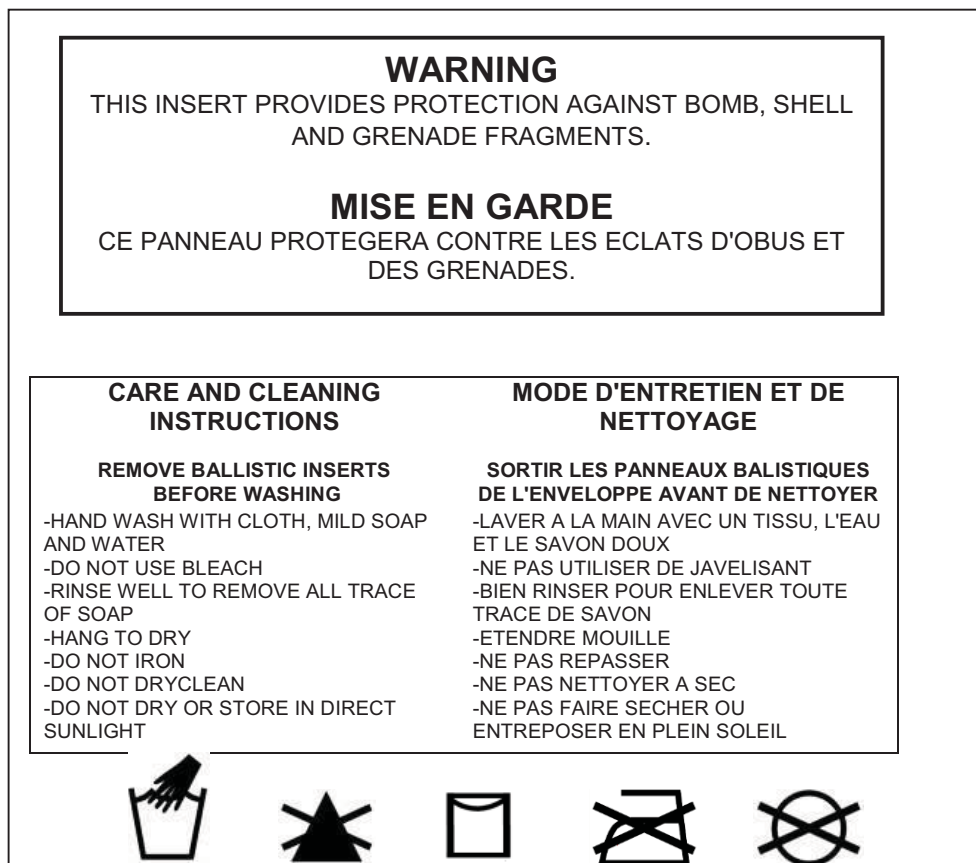 WARNING
THIS INSERT PROVIDES PROTECTION AGAINST BOMB, SHELL
AND GRENADE FRAGMENTS.
MISE EN GARDE
CE PANNEAU PROTEGERA CONTRE LES ECLATS D'OBUS ET
DES GRENADES.
CARE AND CLEANING
INSTRUCTIONS
REMOVE BALLISTIC INSERTS
BEFORE WASHING
-HAND WASH WITH CLOTH, MILD SOAP
AND WATER
-DO NOT USE BLEACH
-RINSE WELL TO REMOVE ALL TRACE
OF SOAP
-HANG TO DRY
-DO NOT IRON
-DO NOT DRYCLEAN
-DO NOT DRY OR STORE IN DIRECT
SUNLIGHT
MODE D'ENTRETIEN ET DE
NETTOYAGE
SORTIR LES PANNEAUX BALISTIQUES
DE L'ENVELOPPE AVANT DE NETTOYER
-LAVER A LA MAIN AVEC UN TISSU, L'EAU
ET LE SAVON DOUX
-NE PAS UTILISER DE JAVELISANT
-BIEN RINSER POUR ENLEVER TOUTE
TRACE DE SAVON
-ETENDRE MOUILLE
-NE PAS REPASSER
-NE PAS NETTOYER A SEC
-NE PAS FAIRE SECHER OU
ENTREPOSER EN PLEIN SOLEIL